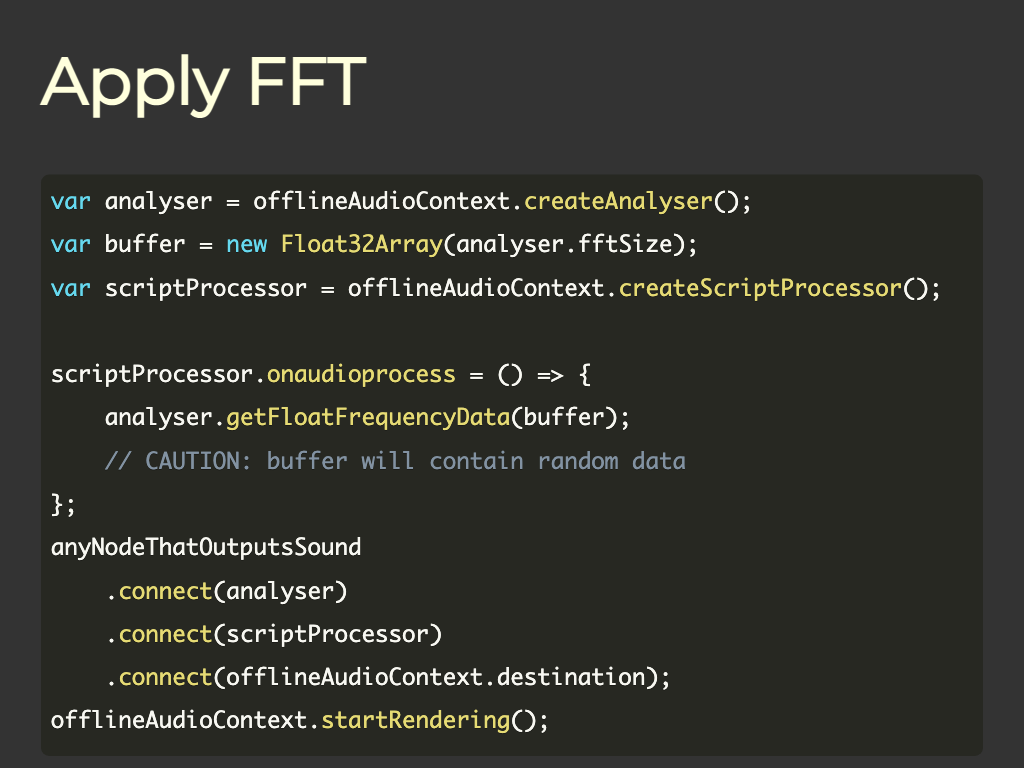 Apply FFT
var analyser = offlineAudioContext.createAnalyser();
var buffer = new Float32Array(analyser.fftSize);
var scriptProcessor = offlineAudioContext.createScriptProcessor();
scriptProcessor.onaudioprocess = () => {
    analyser.getFloatFrequencyData(buffer);
    // CAUTION: buffer will contain random data
};
anyNodeThatOutputsSound
    .connect(analyser)
    .connect(scriptProcessor)
    .connect(offlineAudioContext.destination);
offlineAudioContext.startRendering();